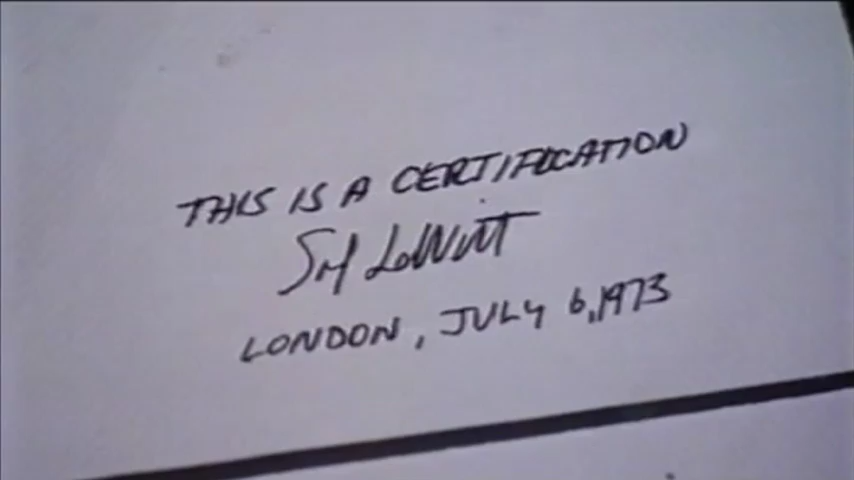 THIS IS A CERTIFICATION
Sol LeWitt
LONDON, JULY 6, 1973